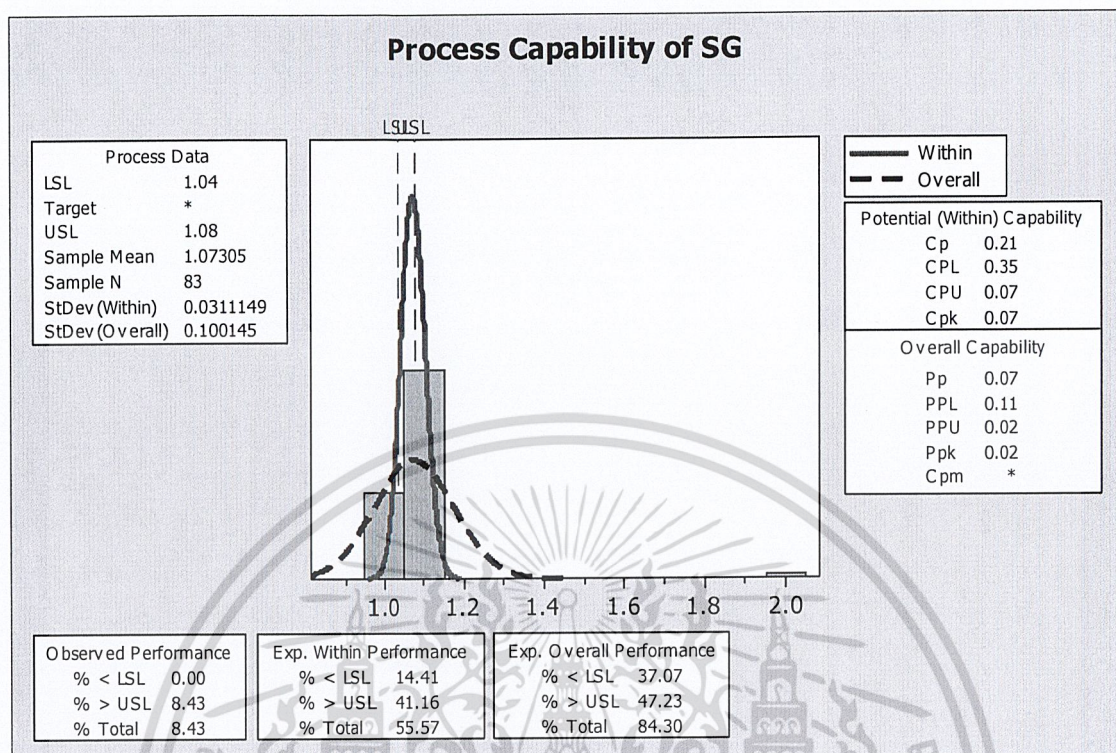 Process Capability of SG
LSL USL
Process Data
LSL 1.04
Target *
USL 1.08
Sample Mean 1.07305
Sample N 83
StDev(Within) 0.0311149
StDev(Overall) 0.100145
Within
Overall
Potential (Within) Capability
Cp 0.21
CPL 0.35
CPU 0.07
Cpk 0.07
Overall Capability
Pp 0.07
PPL 0.11
PPU 0.02
Ppk 0.02
Cpm *
1.0 1.2 1.4 1.6 1.8 2.0
Observed Performance
% < LSL 0.00
% > USL 8.43
% Total 8.43
Exp. Within Performance
% < LSL 14.41
% > USL 41.16
% Total 55.57
Exp. Overall Performance
% < LSL 37.07
% > USL 47.23
% Total 84.30